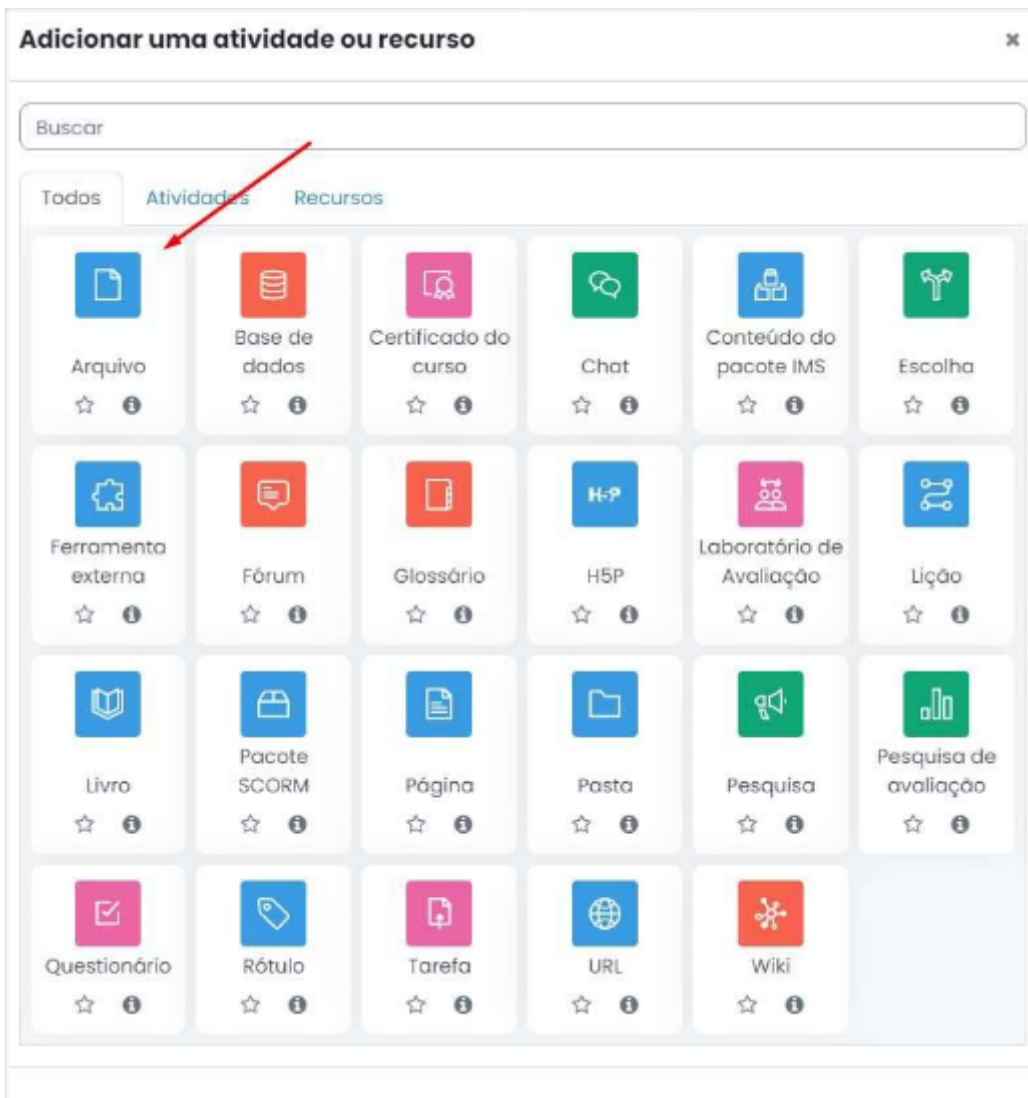 Adicionar uma atividade ou recurso
Buscar
Todos
Atividades
Recursos
Arquivo
Base de
dados
Certificado do
curso
Chat
Conteúdo do
pacote IMS
Escolha
Ferramenta
externa
Fórum
Glossário
H-P
H5P
Laboratório de
Avaliação
Lição
Livro
Pacote
SCORM
Página
Pasta
Pesquisa
Pesquisa de
avaliação
Questionário
Rótulo
Tarefa
URL
Wiki